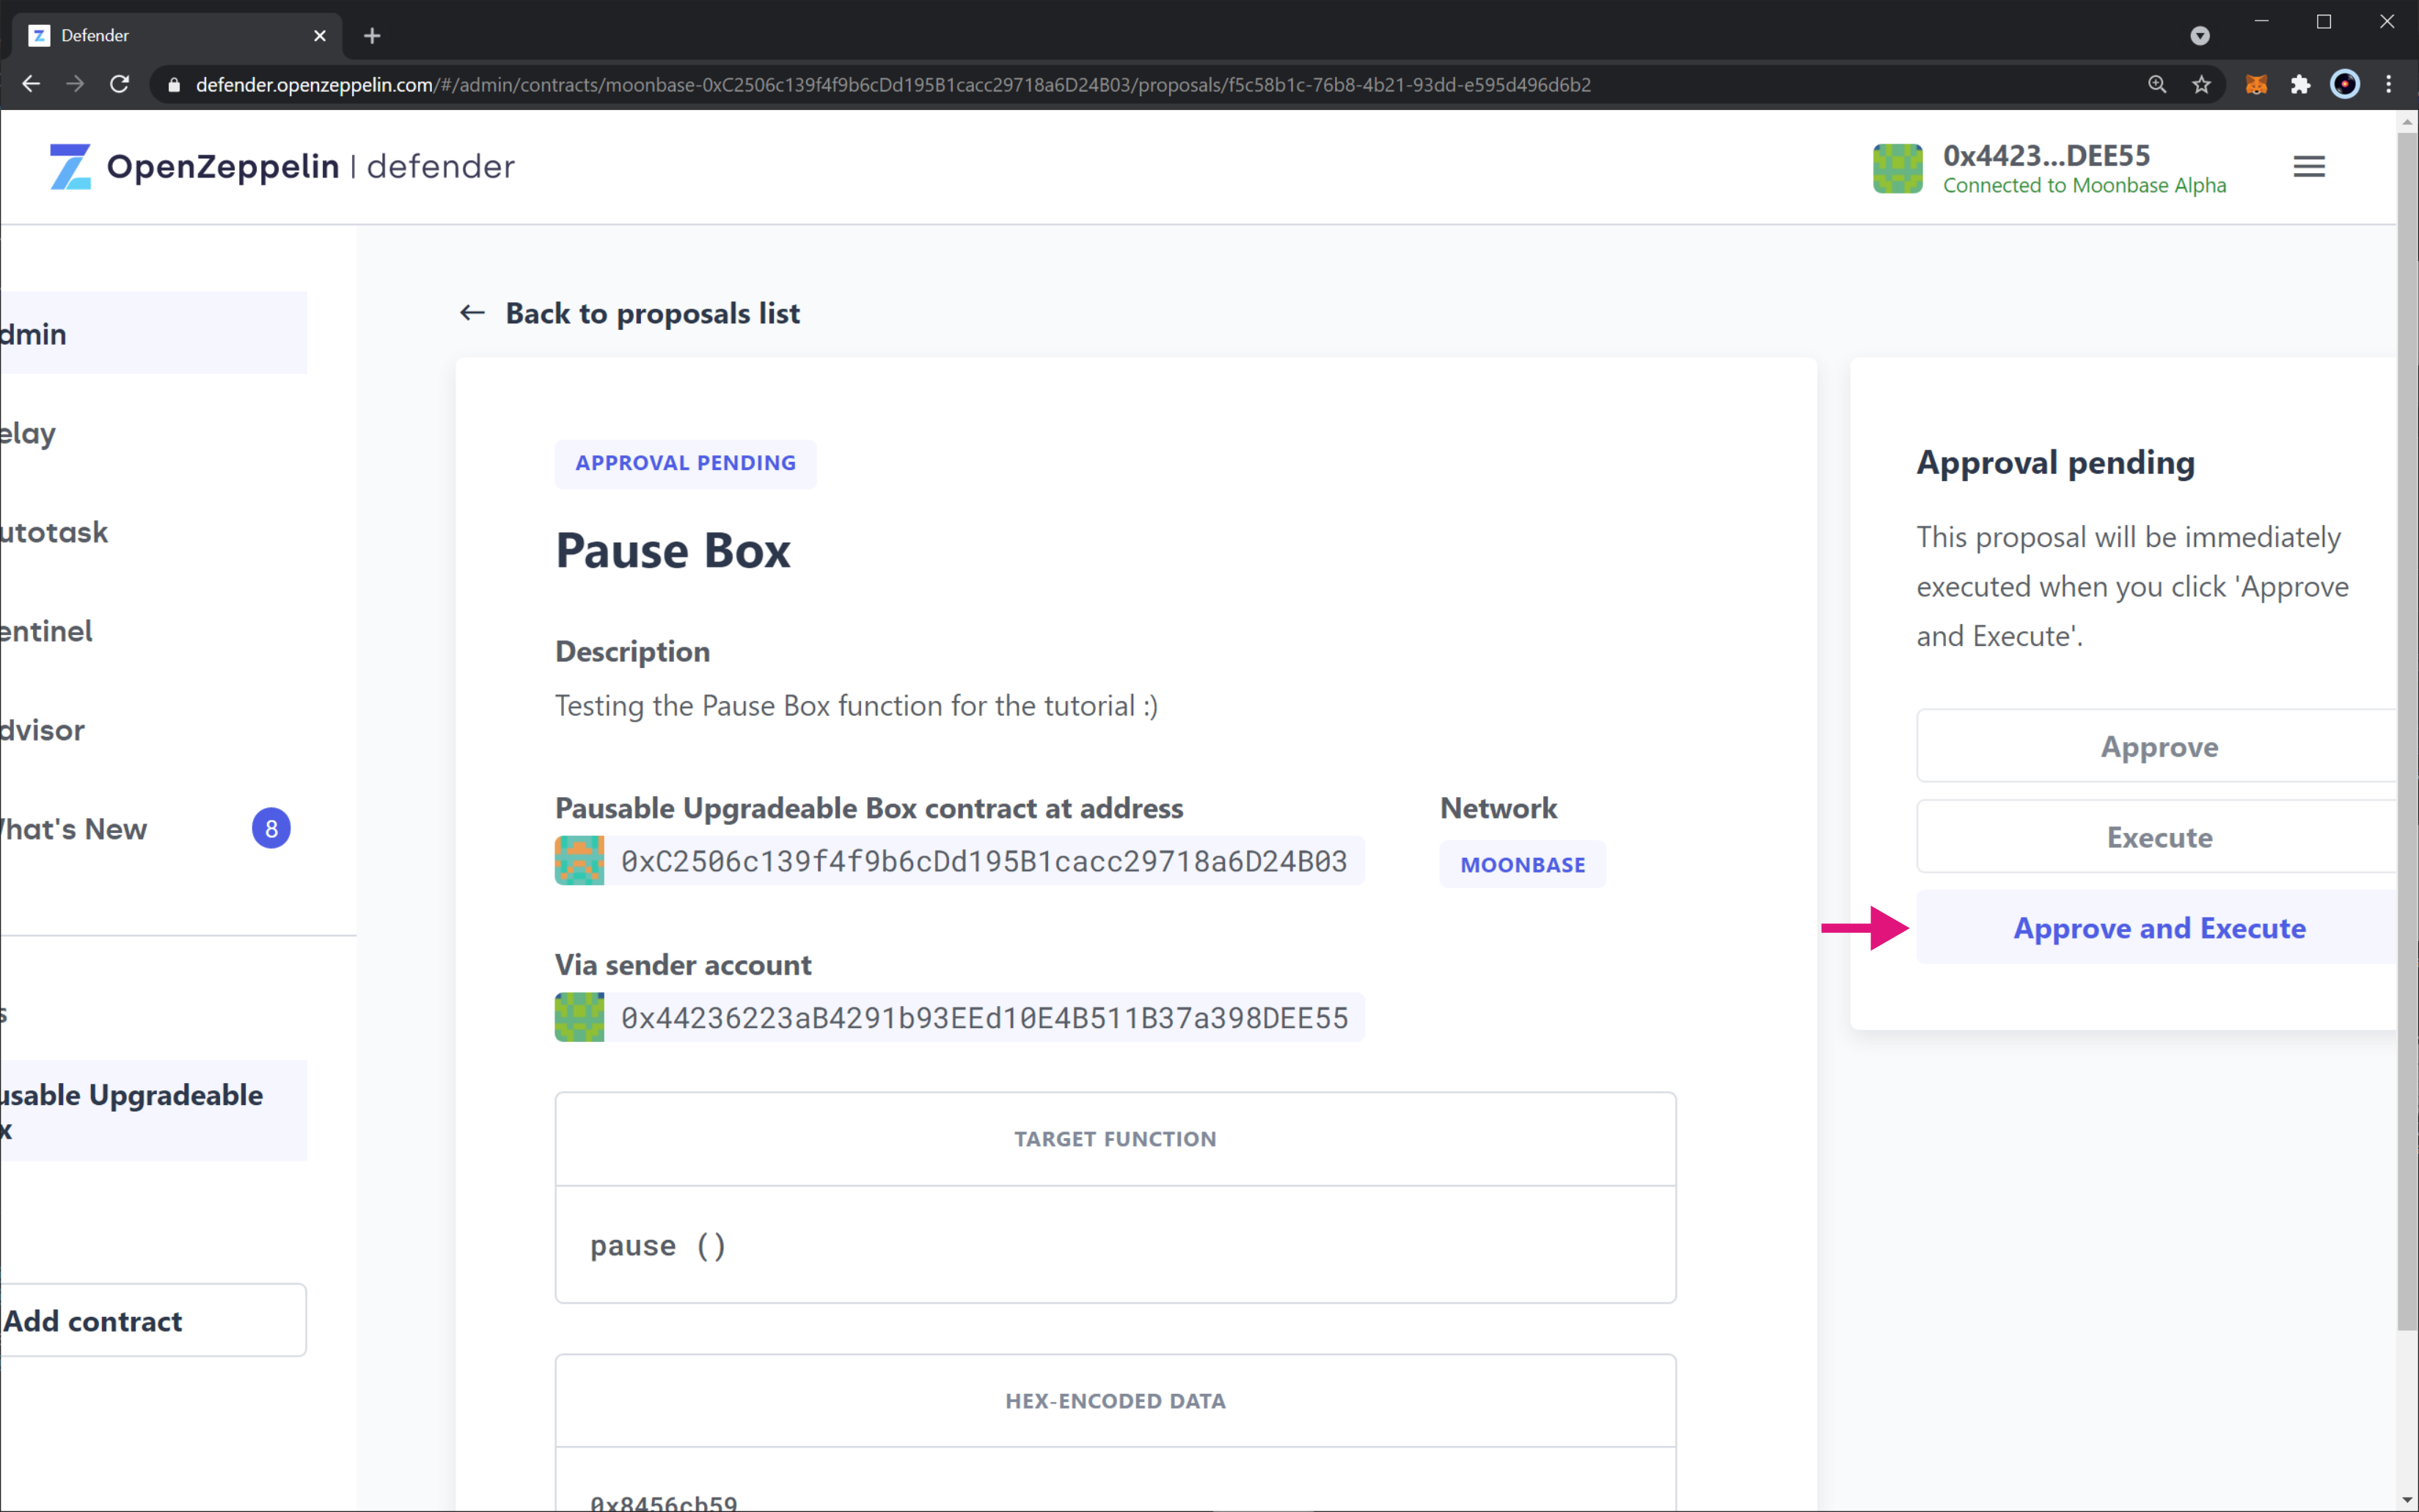 Defender
defender.openzeppelin.com/#/admin/contracts/moonbase-0xC2506c139f4f9b6cDd195B1cacc29718a6D24B03/proposals/f5c58b1c-76b8-4b21-93dd-e595d496d6b2
OpenZeppelin | defender
0x4423...DEE55
Connected to Moonbase Alpha
dmin
elay
utotask
entinel
dvisor
hat's New
8
s
usable Upgradeable
x
Add contract
← Back to proposals list
APPROVAL PENDING
Pause Box
Description
Testing the Pause Box function for the tutorial :)
Pausable Upgradeable Box contract at address
0xC2506c139f4f9b6cDd195B1cacc29718a6D24B03
Network
MOONBASE
Via sender account
0x44236223aB4291b93EEd10E4B511B37a398DEE55
TARGET FUNCTION
pause ()
HEX-ENCODED DATA
0x8456cb59
Approval pending
This proposal will be immediately
executed when you click 'Approve
and Execute'.
Approve
Execute
Approve and Execute